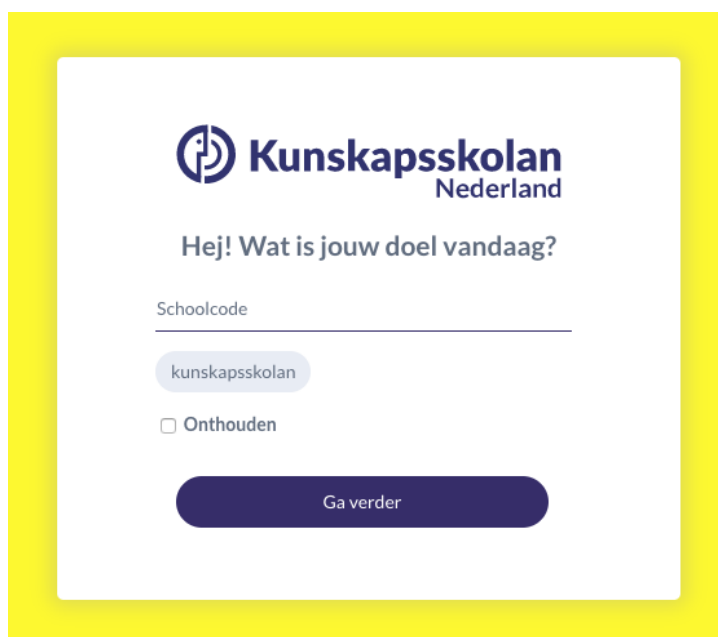 Kunskapsskolan
Nederland
Hej! Wat is jouw doel vandaag?
Schoolcode
kunskapsskolan
Onthouden
Ga verder